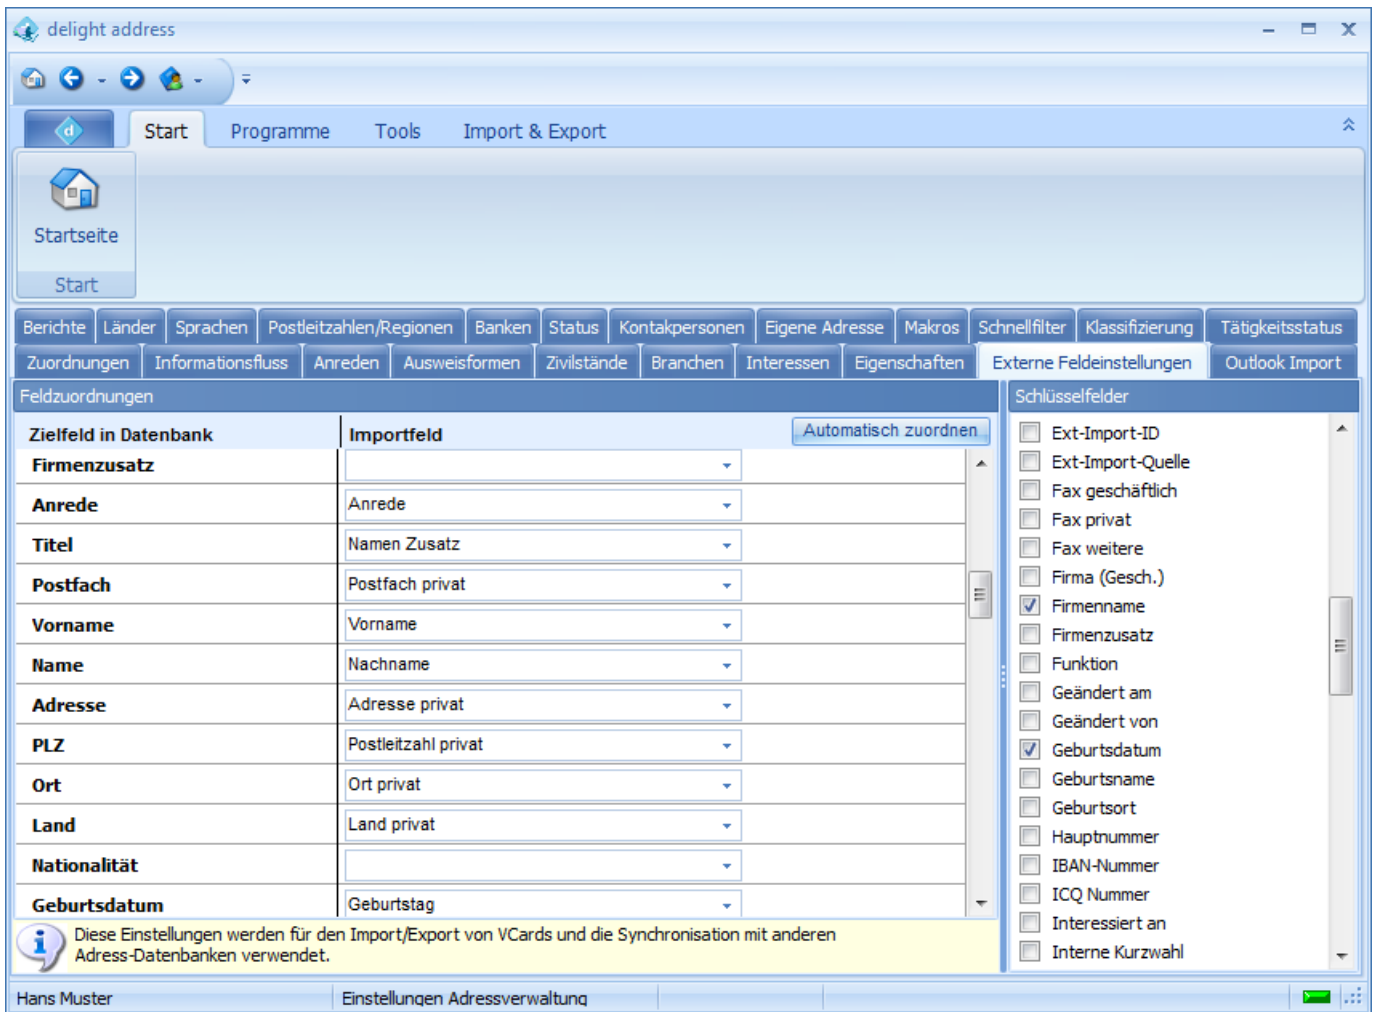 delight address
Start Programme Tools Import & Export
Startseite
Start
Berichte Länder Sprachen Postleitzahlen/Regionen Banken Status Kontakpersonen Eigene Adresse Makros Schnellfilter Klassifizierung Tätigkeitsstatus
Zuordnungen Informationsfluss Anreden Ausweisformen Zivilstände Branchen Interessen Eigenschaften Externe Feldeinstellungen Outlook Import
Feldzuordnungen
Zielfeld in Datenbank Importfeld Automatisch zuordnen
Firmenzusatz
Anrede Anrede
Titel Namen Zusatz
Postfach Postfach privat
Vorname Vorname
Name Nachname
Adresse Adresse privat
PLZ Postleitzahl privat
Ort Ort privat
Land Land privat
Nationalität
Geburtsdatum Geburtstag
Diese Einstellungen werden für den Import/Export von VCards und die Synchronisation mit anderen
Adress-Datenbanken verwendet.
Schlüsselfelder
Ext-Import-ID
Ext-Import-Quelle
Fax geschäftlich
Fax privat
Fax weitere
Firma (Gesch.)
Firmenname
Firmenzusatz
Funktion
Geändert am
Geändert von
Geburtsdatum
Geburtsname
Geburtsort
Hauptnummer
IBAN-Nummer
ICQ Nummer
Interessiert an
Interne Kurzwahl
Hans Muster Einstellungen Adressverwaltung